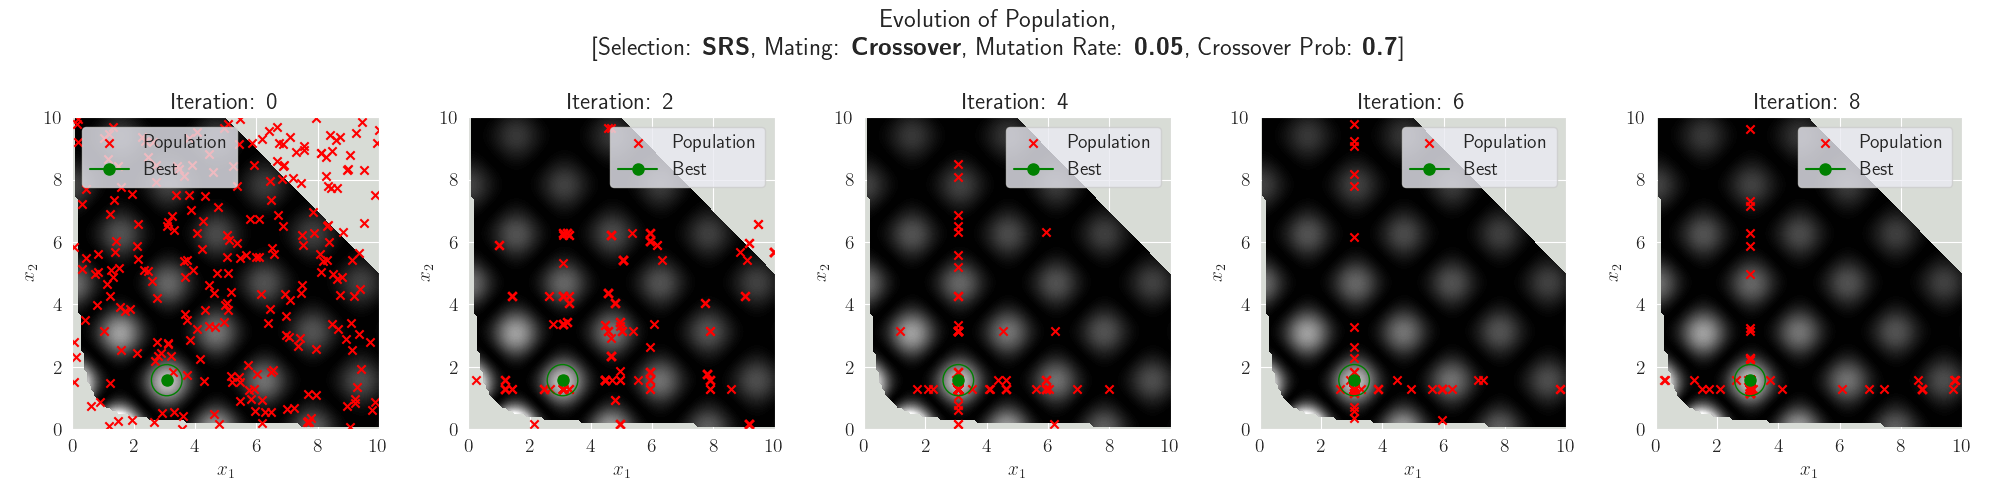 Evolution of Population,
[Selection: SRS, Mating: Crossover, Mutation Rate: 0.05, Crossover Prob: 0.7]
Iteration: 0
10
8
6
4
2
0
x2
0 2 4 6 8 10
x1
Population
Best
Iteration: 2
10
8
6
4
2
0
x2
0 2 4 6 8 10
x1
Population
Best
Iteration: 4
10
8
6
4
2
0
x2
0 2 4 6 8 10
x1
Population
Best
Iteration: 6
10
8
6
4
2
0
x2
0 2 4 6 8 10
x1
Population
Best
Iteration: 8
10
8
6
4
2
0
x2
0 2 4 6 8 10
x1
Population
Best